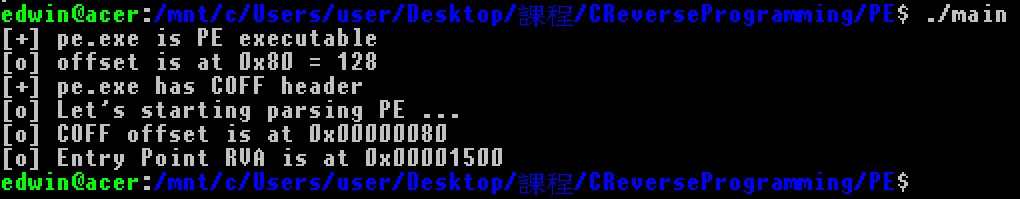 edwin@acer:/mnt/c/Users/user/Desktop/課程/CReverseProgramming/PE$ ./main
[+] pe.exe is PE executable
[o] offset is at 0x80 = 128
[+] pe.exe has COFF header
[o] Let's starting parsing PE ...
[o] COFF offset is at 0x00000080
[o] Entry Point RVA is at 0x00001500
edwin@acer:/mnt/c/Users/user/Desktop/課程/CReverseProgramming/PE$